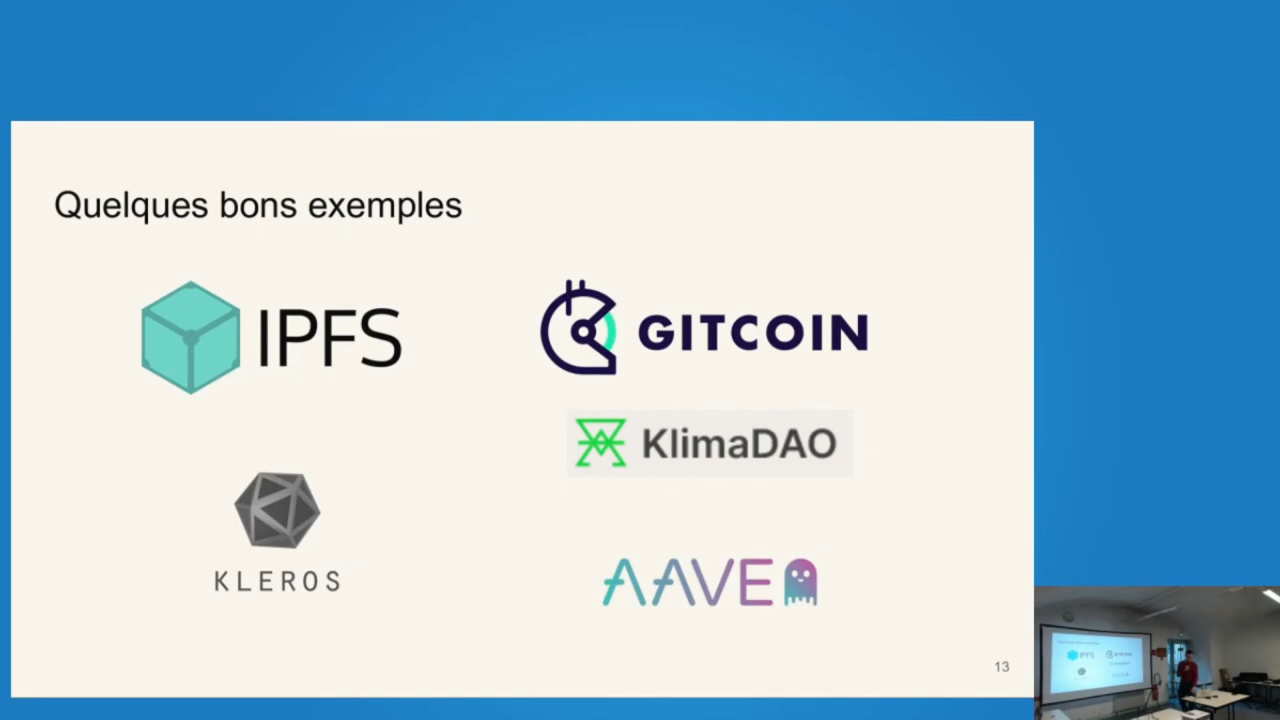 Quelques bons exemples
IPFS
GITCOIN
KlimaDAO
KLEROS
AAVE
13